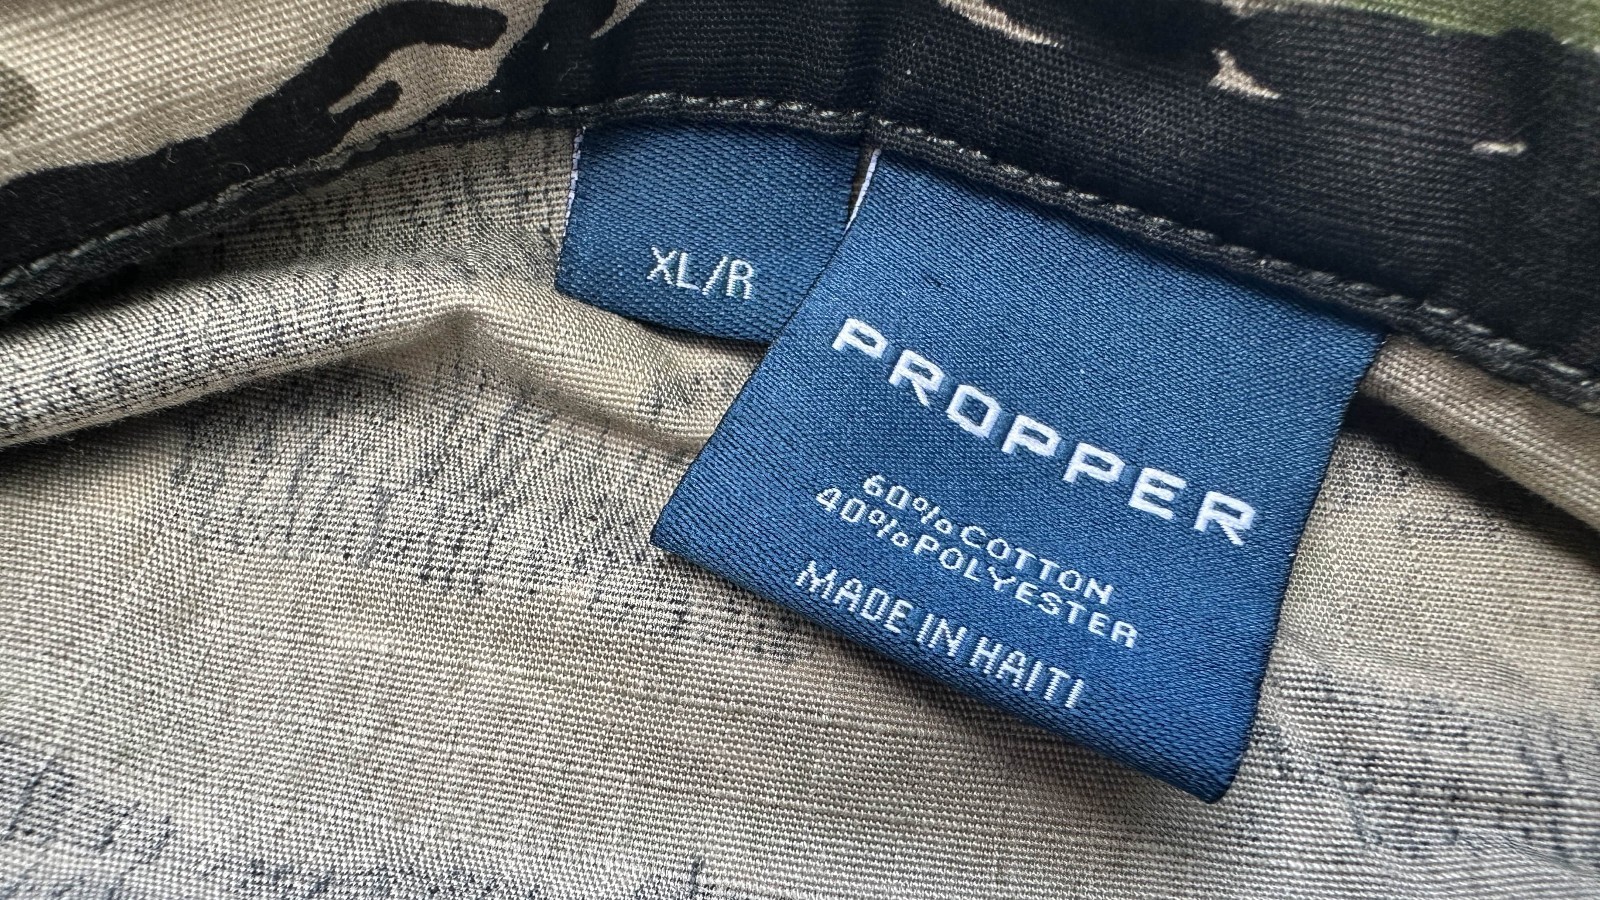 XL/R
PROPPER
60% COTTON
40% POLYESTER
MADE IN HAITI